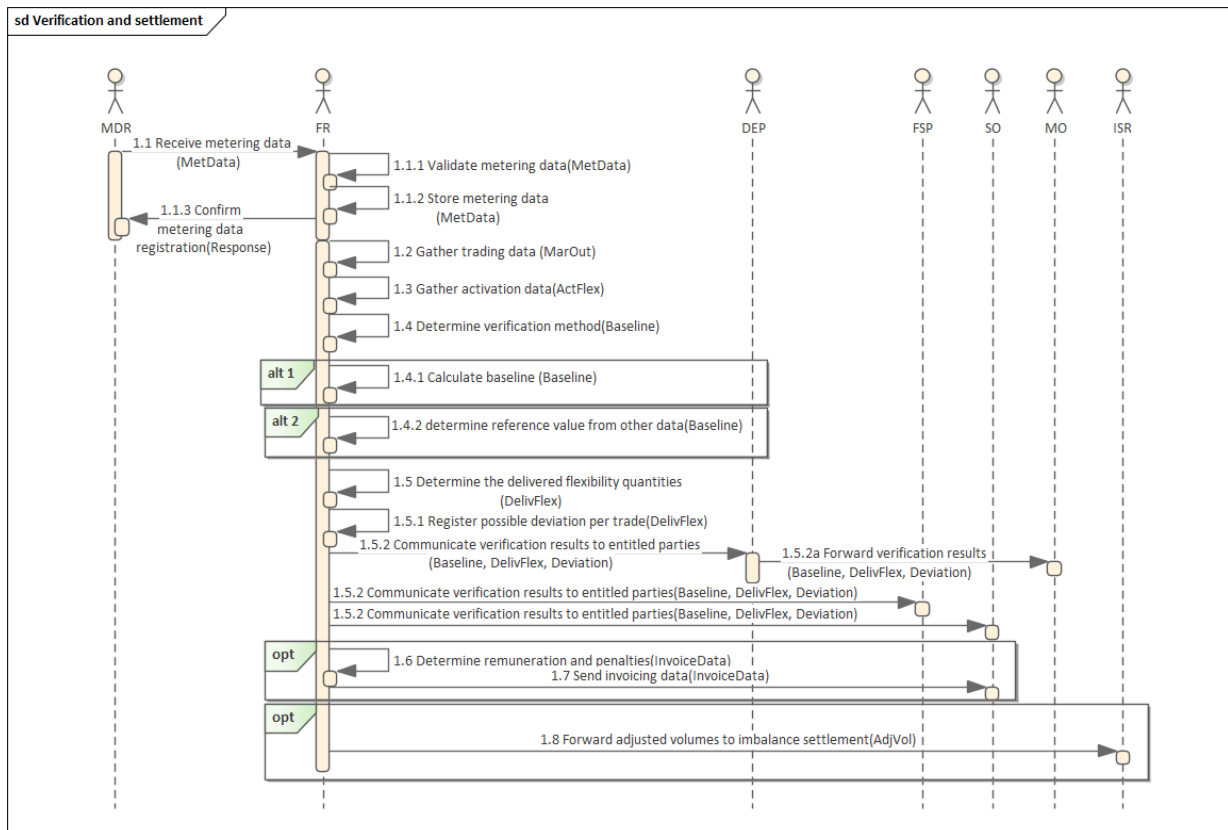 sd Verification and settlement
MDR
FR
DEP
FSP
SO
MO
ISR
1.1 Receive metering data
(MetData)
1.1.1 Validate metering data(MetData)
1.1.2 Store metering data
(MetData)
1.1.3 Confirm
metering data
registration(Response)
1.2 Gather trading data (MarOut)
1.3 Gather activation data(ActFlex)
1.4 Determine verification method(Baseline)
alt 1
1.4.1 Calculate baseline (Baseline)
alt 2
1.4.2 determine reference value from other data(Baseline)
1.5 Determine the delivered flexibility quantities
(DelivFlex)
1.5.1 Register possible deviation per trade(DelivFlex)
1.5.2 Communicate verification results to entitled parties
(Baseline, DelivFlex, Deviation)
1.5.2a Forward verification results
(Baseline, DelivFlex, Deviation)
1.5.2 Communicate verification results to entitled parties(Baseline, DelivFlex, Deviation)
1.5.2 Communicate verification results to entitled parties(Baseline, DelivFlex, Deviation)
opt
1.6 Determine remuneration and penalties(InvoiceData)
1.7 Send invoicing data(InvoiceData)
opt
1.8 Forward adjusted volumes to imbalance settlement(AdjVol)